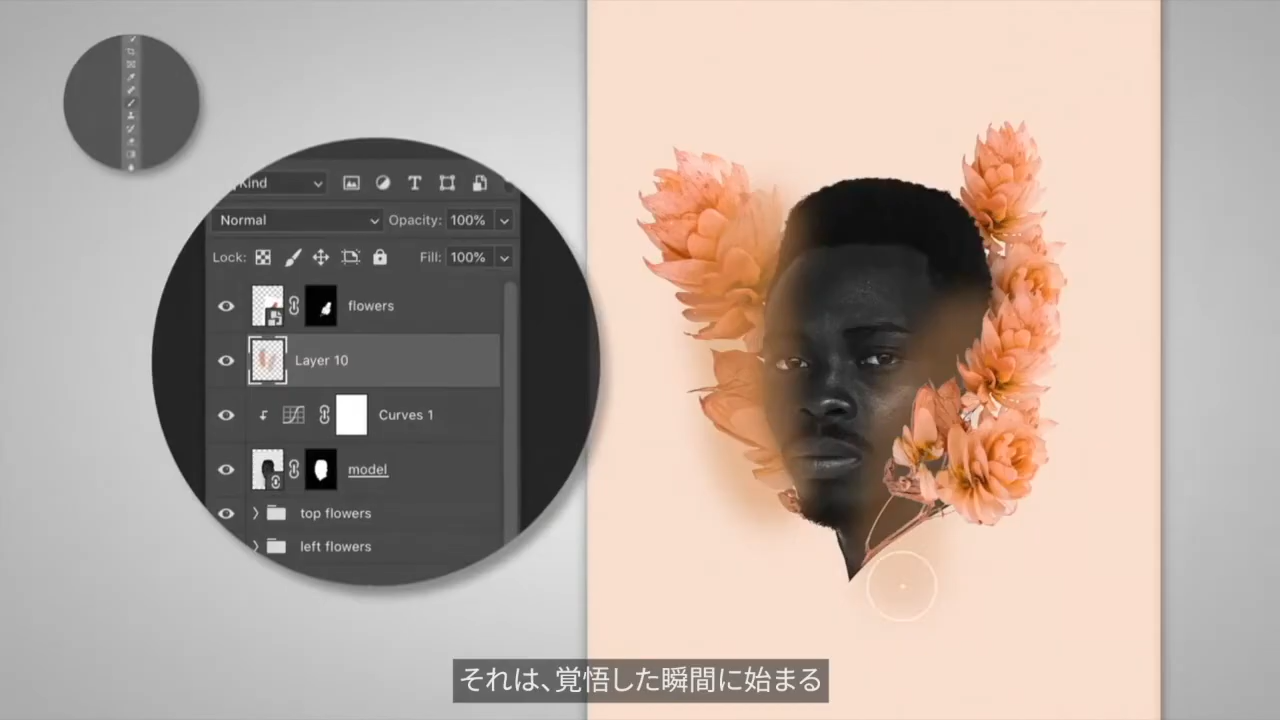 Kind
Normal Opacity: 100%
Lock: Fill: 100%
flowers
Layer 10
Curves 1
model
top flowers
left flowers
それは、覚悟した瞬間に始まる